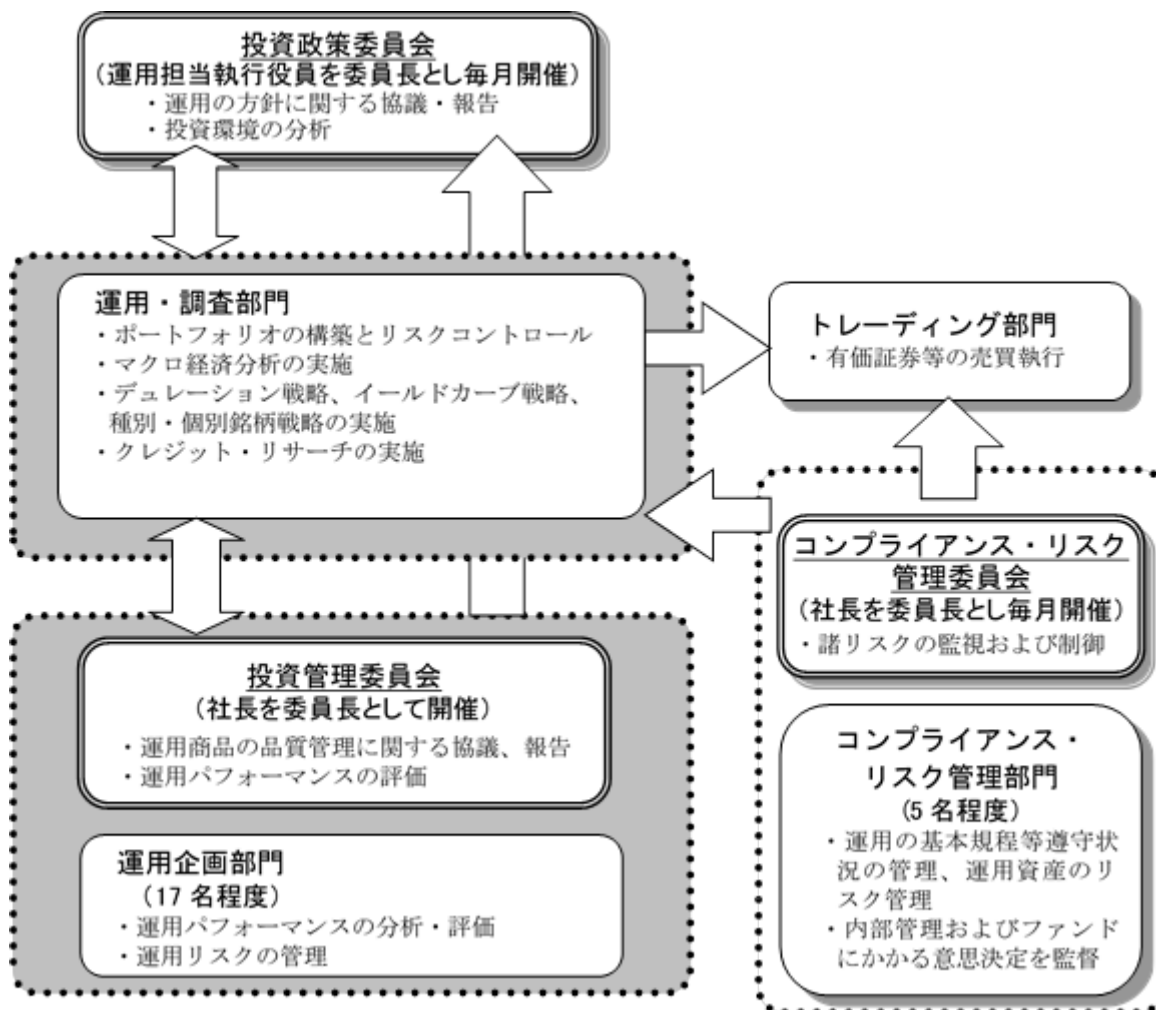 投資政策委員会
（運用担当執行役員を委員長とし毎月開催）
・運用の方針に関する協議・報告
・投資環境の分析
運用・調査部門
・ポートフォリオの構築とリスクコントロール
・マクロ経済分析の実施
・デュレーション戦略、イールドカーブ戦略、
種別・個別銘柄戦略の実施
・クレジット・リサーチの実施
トレーディング部門
・有価証券等の売買執行
コンプライアンス・リスク
管理委員会
（社長を委員長とし毎月開催）
・諸リスクの監視および制御
投資管理委員会
（社長を委員長として開催）
・運用商品の品質管理に関する協議、報告
・運用パフォーマンスの評価
運用企画部門
（17 名程度）
・運用パフォーマンスの分析・評価
・運用リスクの管理
コンプライアンス・
リスク管理部門
（5 名程度）
・運用の基本規程等遵守状
況の管理、運用資産のリ
スク管理
・内部管理およびファンド
にかかる意思決定を監督